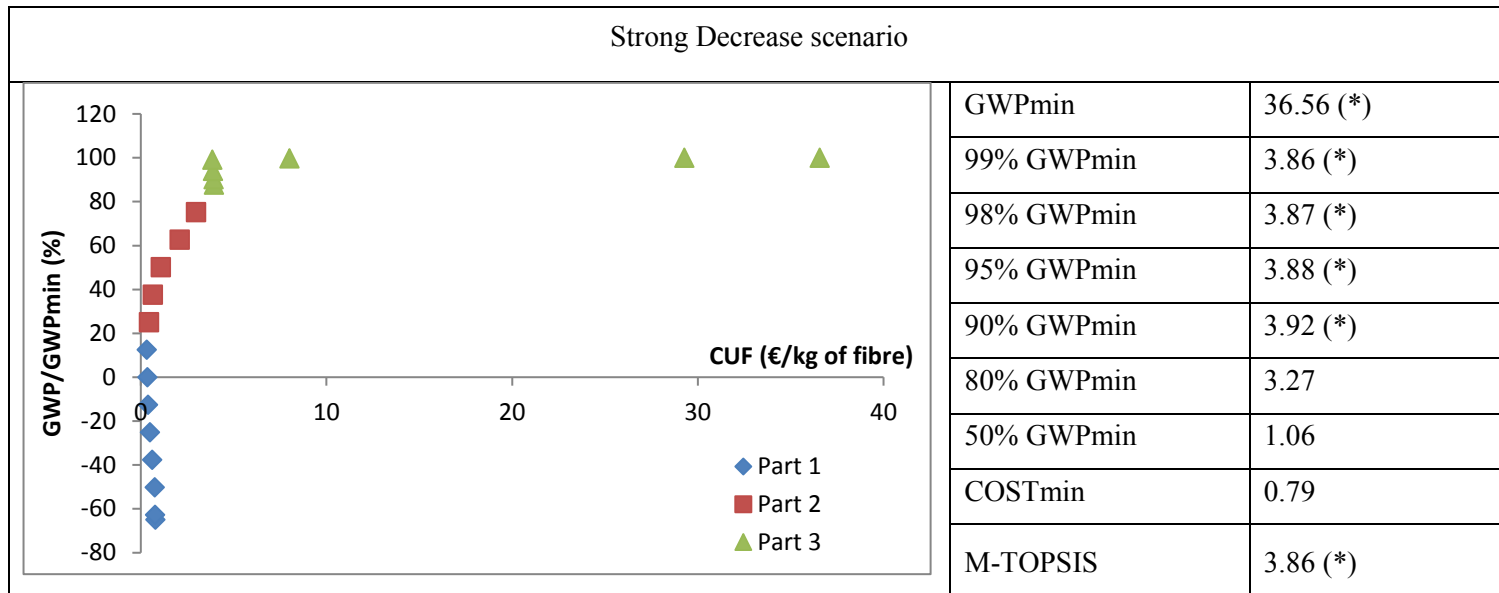 Strong Decrease scenario
120
100
80
60
40
20
0
-20
-40
-60
-80
GWP/GWPmin (%)
CUF (€/kg of fibre)
0 10 20 30 40
Part 1
Part 2
Part 3
GWPmin 36.56 (*)
99% GWPmin 3.86 (*)
98% GWPmin 3.87 (*)
95% GWPmin 3.88 (*)
90% GWPmin 3.92 (*)
80% GWPmin 3.27
50% GWPmin 1.06
COSTmin 0.79
M-TOPSIS 3.86 (*)